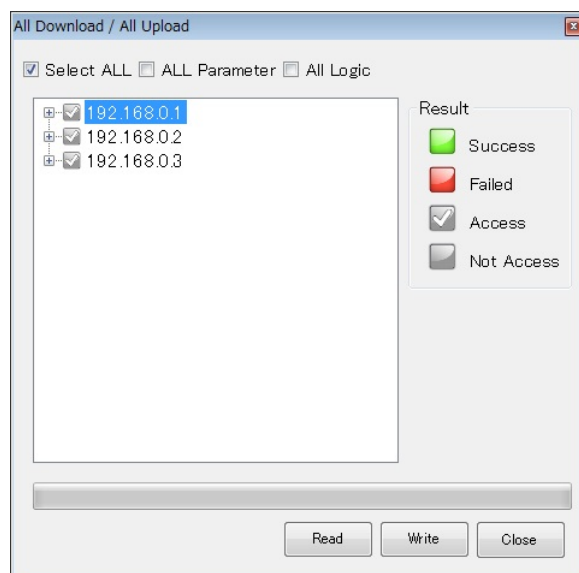 All Download / All Upload
Select ALL ALL Parameter All Logic
192.168.0.1
192.168.0.2
192.168.0.3
Result
Success
Failed
Access
Not Access
Read Write Close